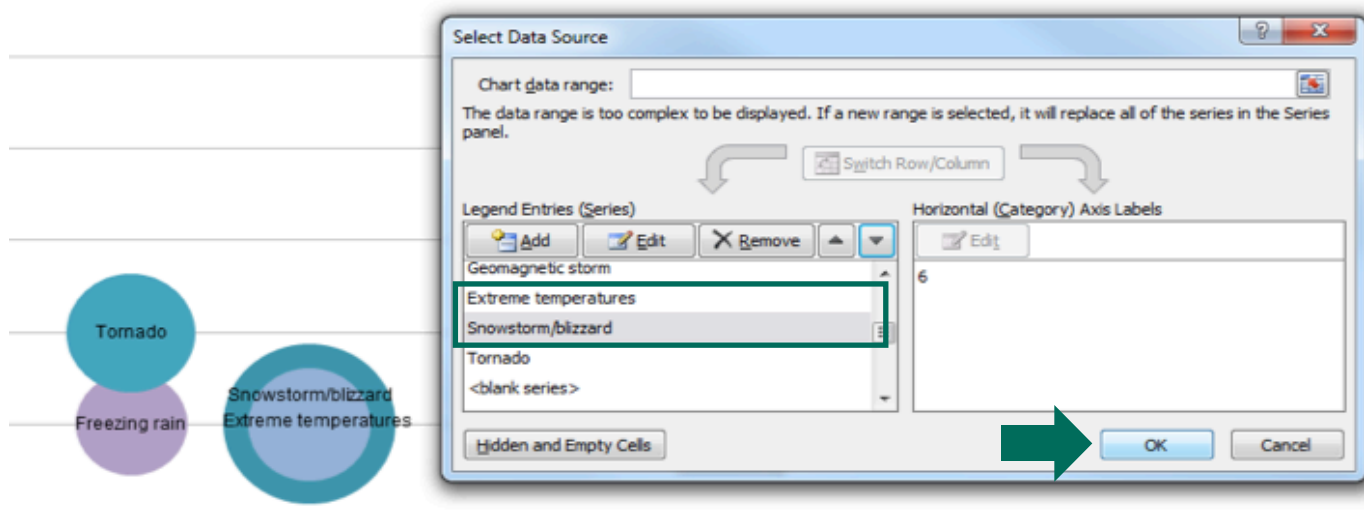 Select Data Source
Chart data range:
The data range is too complex to be displayed. If a new range is selected, it will replace all of the series in the Series
panel.
Switch Row/Column
Legend Entries (Series)
Horizontal (Category) Axis Labels
Add
Edit
Remove
Edit
Geomagnetic storm
Extreme temperatures
Snowstorm/blizzard
Tornado
<blank series>
6
Hidden and Empty Cells
OK
Cancel
Tornado
Freezing rain
Snowstorm/blizzard
Extreme temperatures